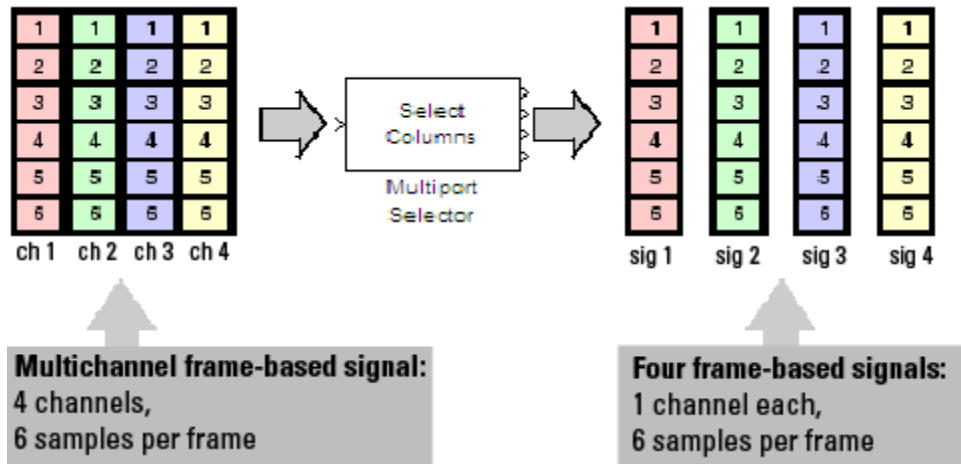 1 1 1 1 1 1 1 1
2 2 2 2 2 2 .2 2
3 3 3 3 Select 3 3 .3 3
4 4 4 4 Columns 4 4 .4 4
5 5 5 5 Multiport 5 5 .5 5
6 6 6 6 Selector 6 6 6 6
ch 1 ch 2 ch 3 ch 4 sig 1 sig 2 sig 3 sig 4
Multichannel frame-based signal:
4 channels,
6 samples per frame
Four frame-based signals:
1 channel each,
6 samples per frame